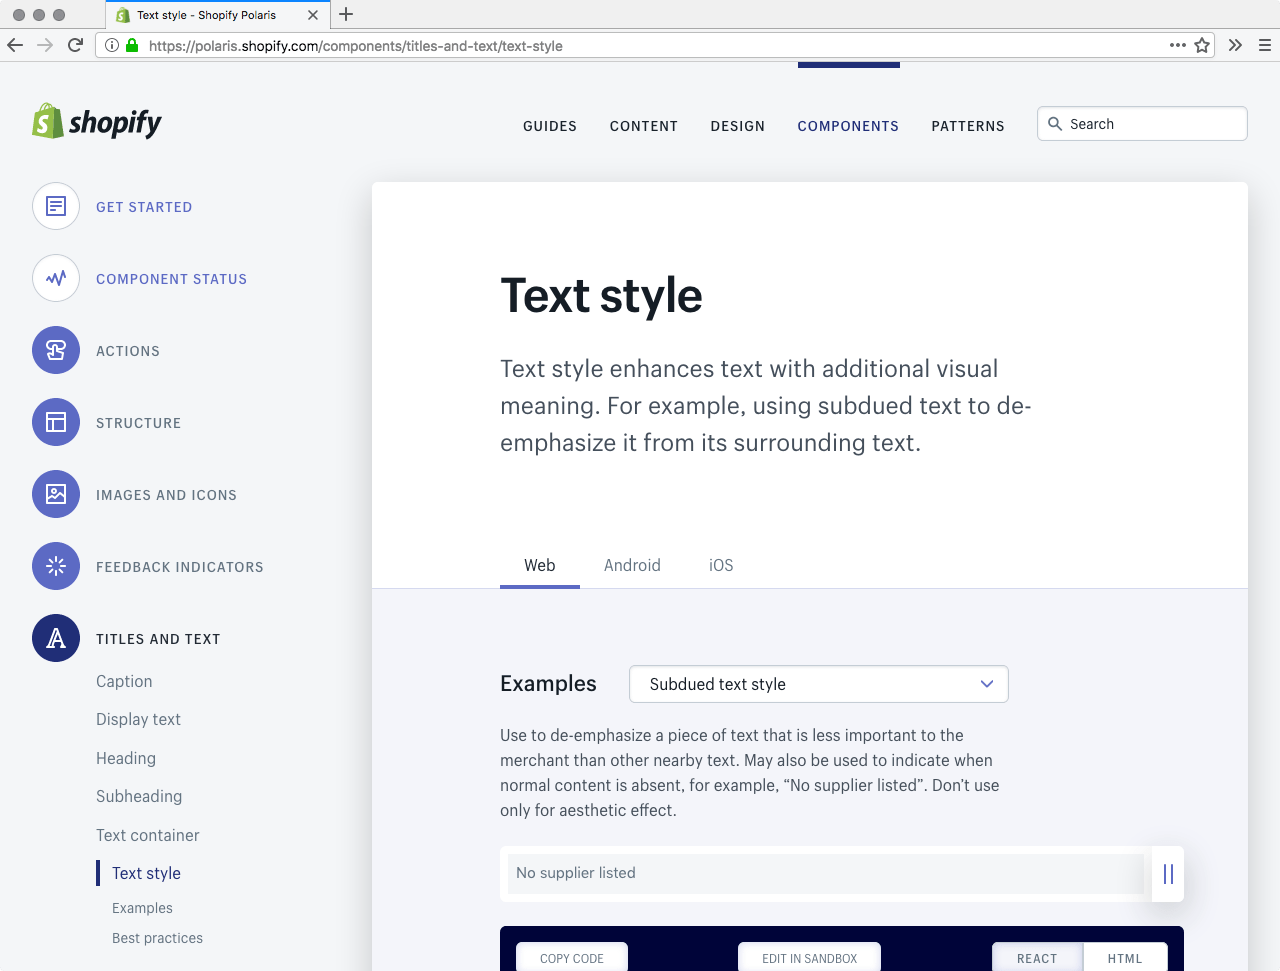 Text style - Shopify Polaris
https://polaris.shopify.com/components/titles-and-text/text-style
shopify
GUIDES CONTENT DESIGN COMPONENTS PATTERNS Search
GET STARTED
COMPONENT STATUS
ACTIONS
STRUCTURE
IMAGES AND ICONS
FEEDBACK INDICATORS
TITLES AND TEXT
Caption
Display text
Heading
Subheading
Text container
Text style
Examples
Best practices
Text style
Text style enhances text with additional visual
meaning. For example, using subdued text to de-
emphasize it from its surrounding text.
Web Android iOS
Examples Subdued text style
Use to de-emphasize a piece of text that is less important to the
merchant than other nearby text. May also be used to indicate when
normal content is absent, for example, “No supplier listed”. Don’t use
only for aesthetic effect.
No supplier listed
COPY CODE EDIT IN SANDBOX REACT HTML